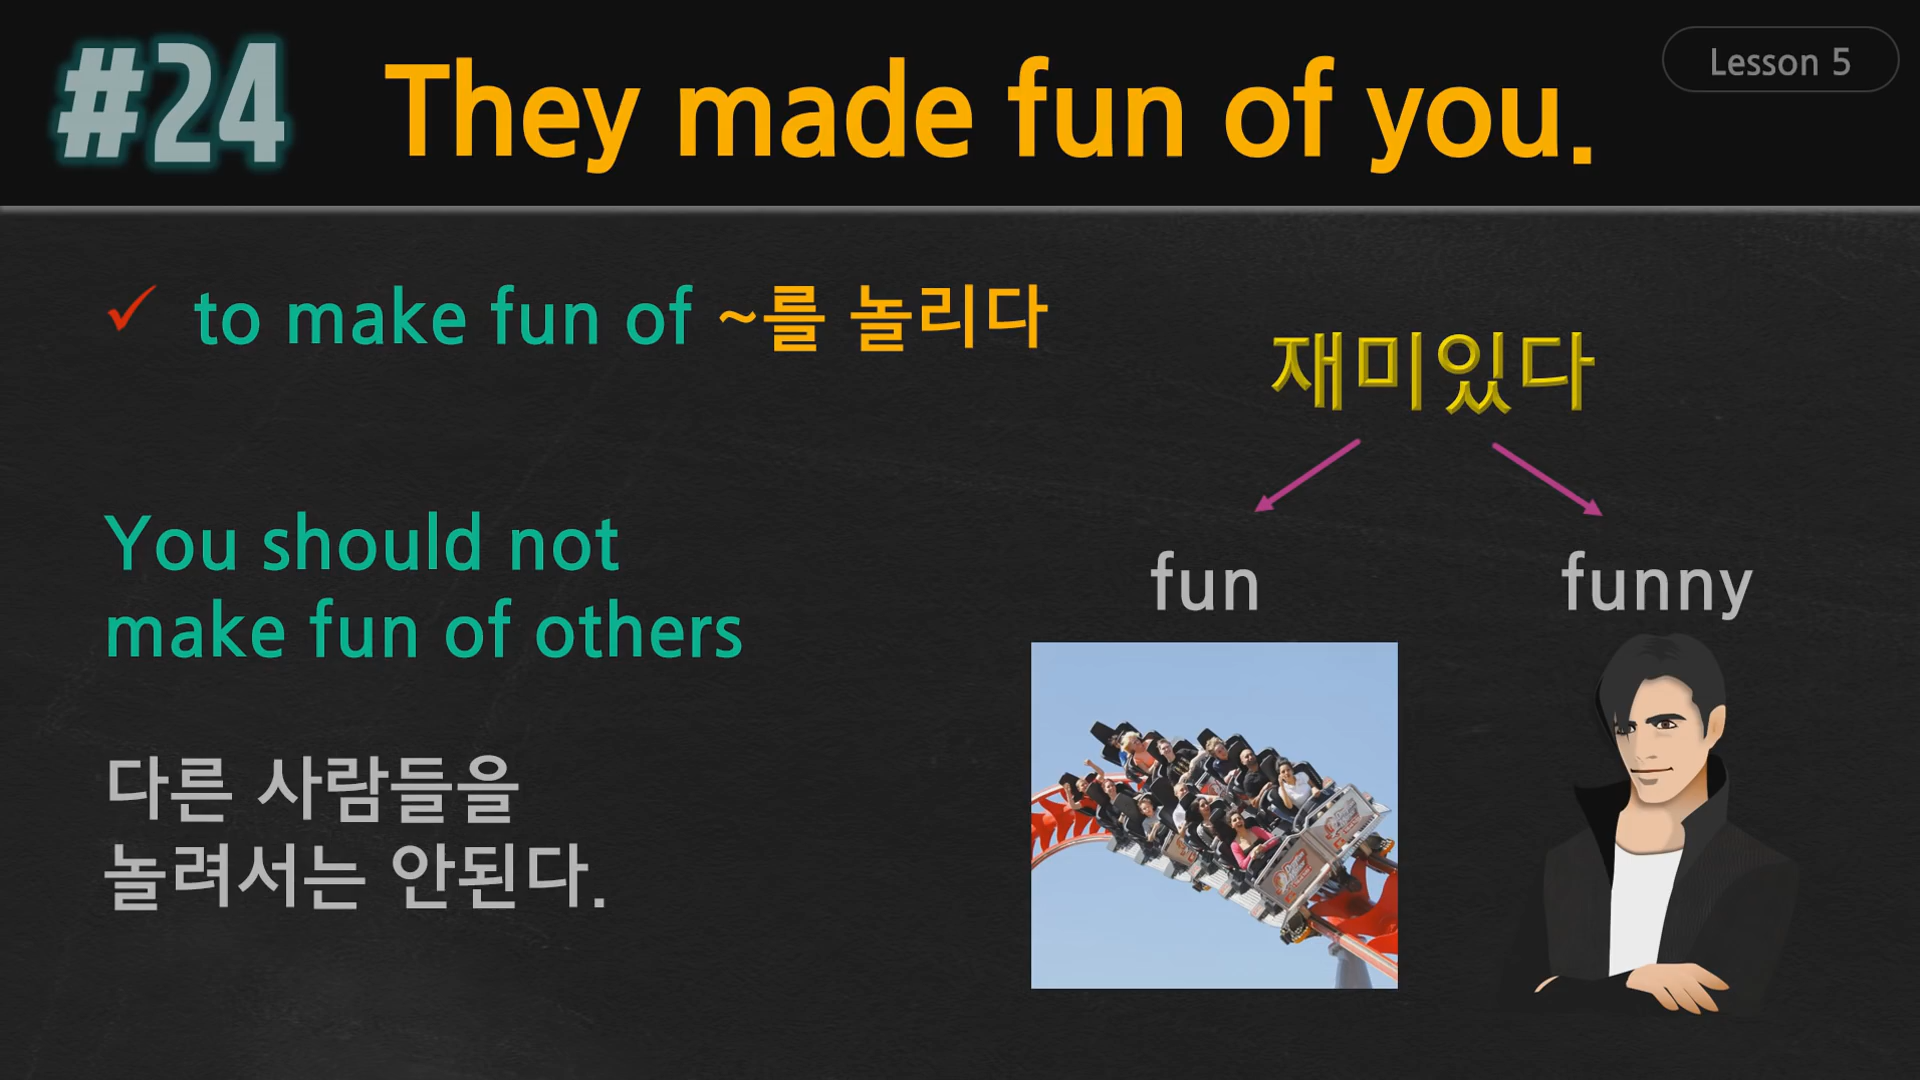 #24
They made fun of you.
Lesson 5
✓ to make fun of ~를 놀리다
You should not
make fun of others
다른 사람들을
놀려서는 안된다.
재미있다
fun
funny